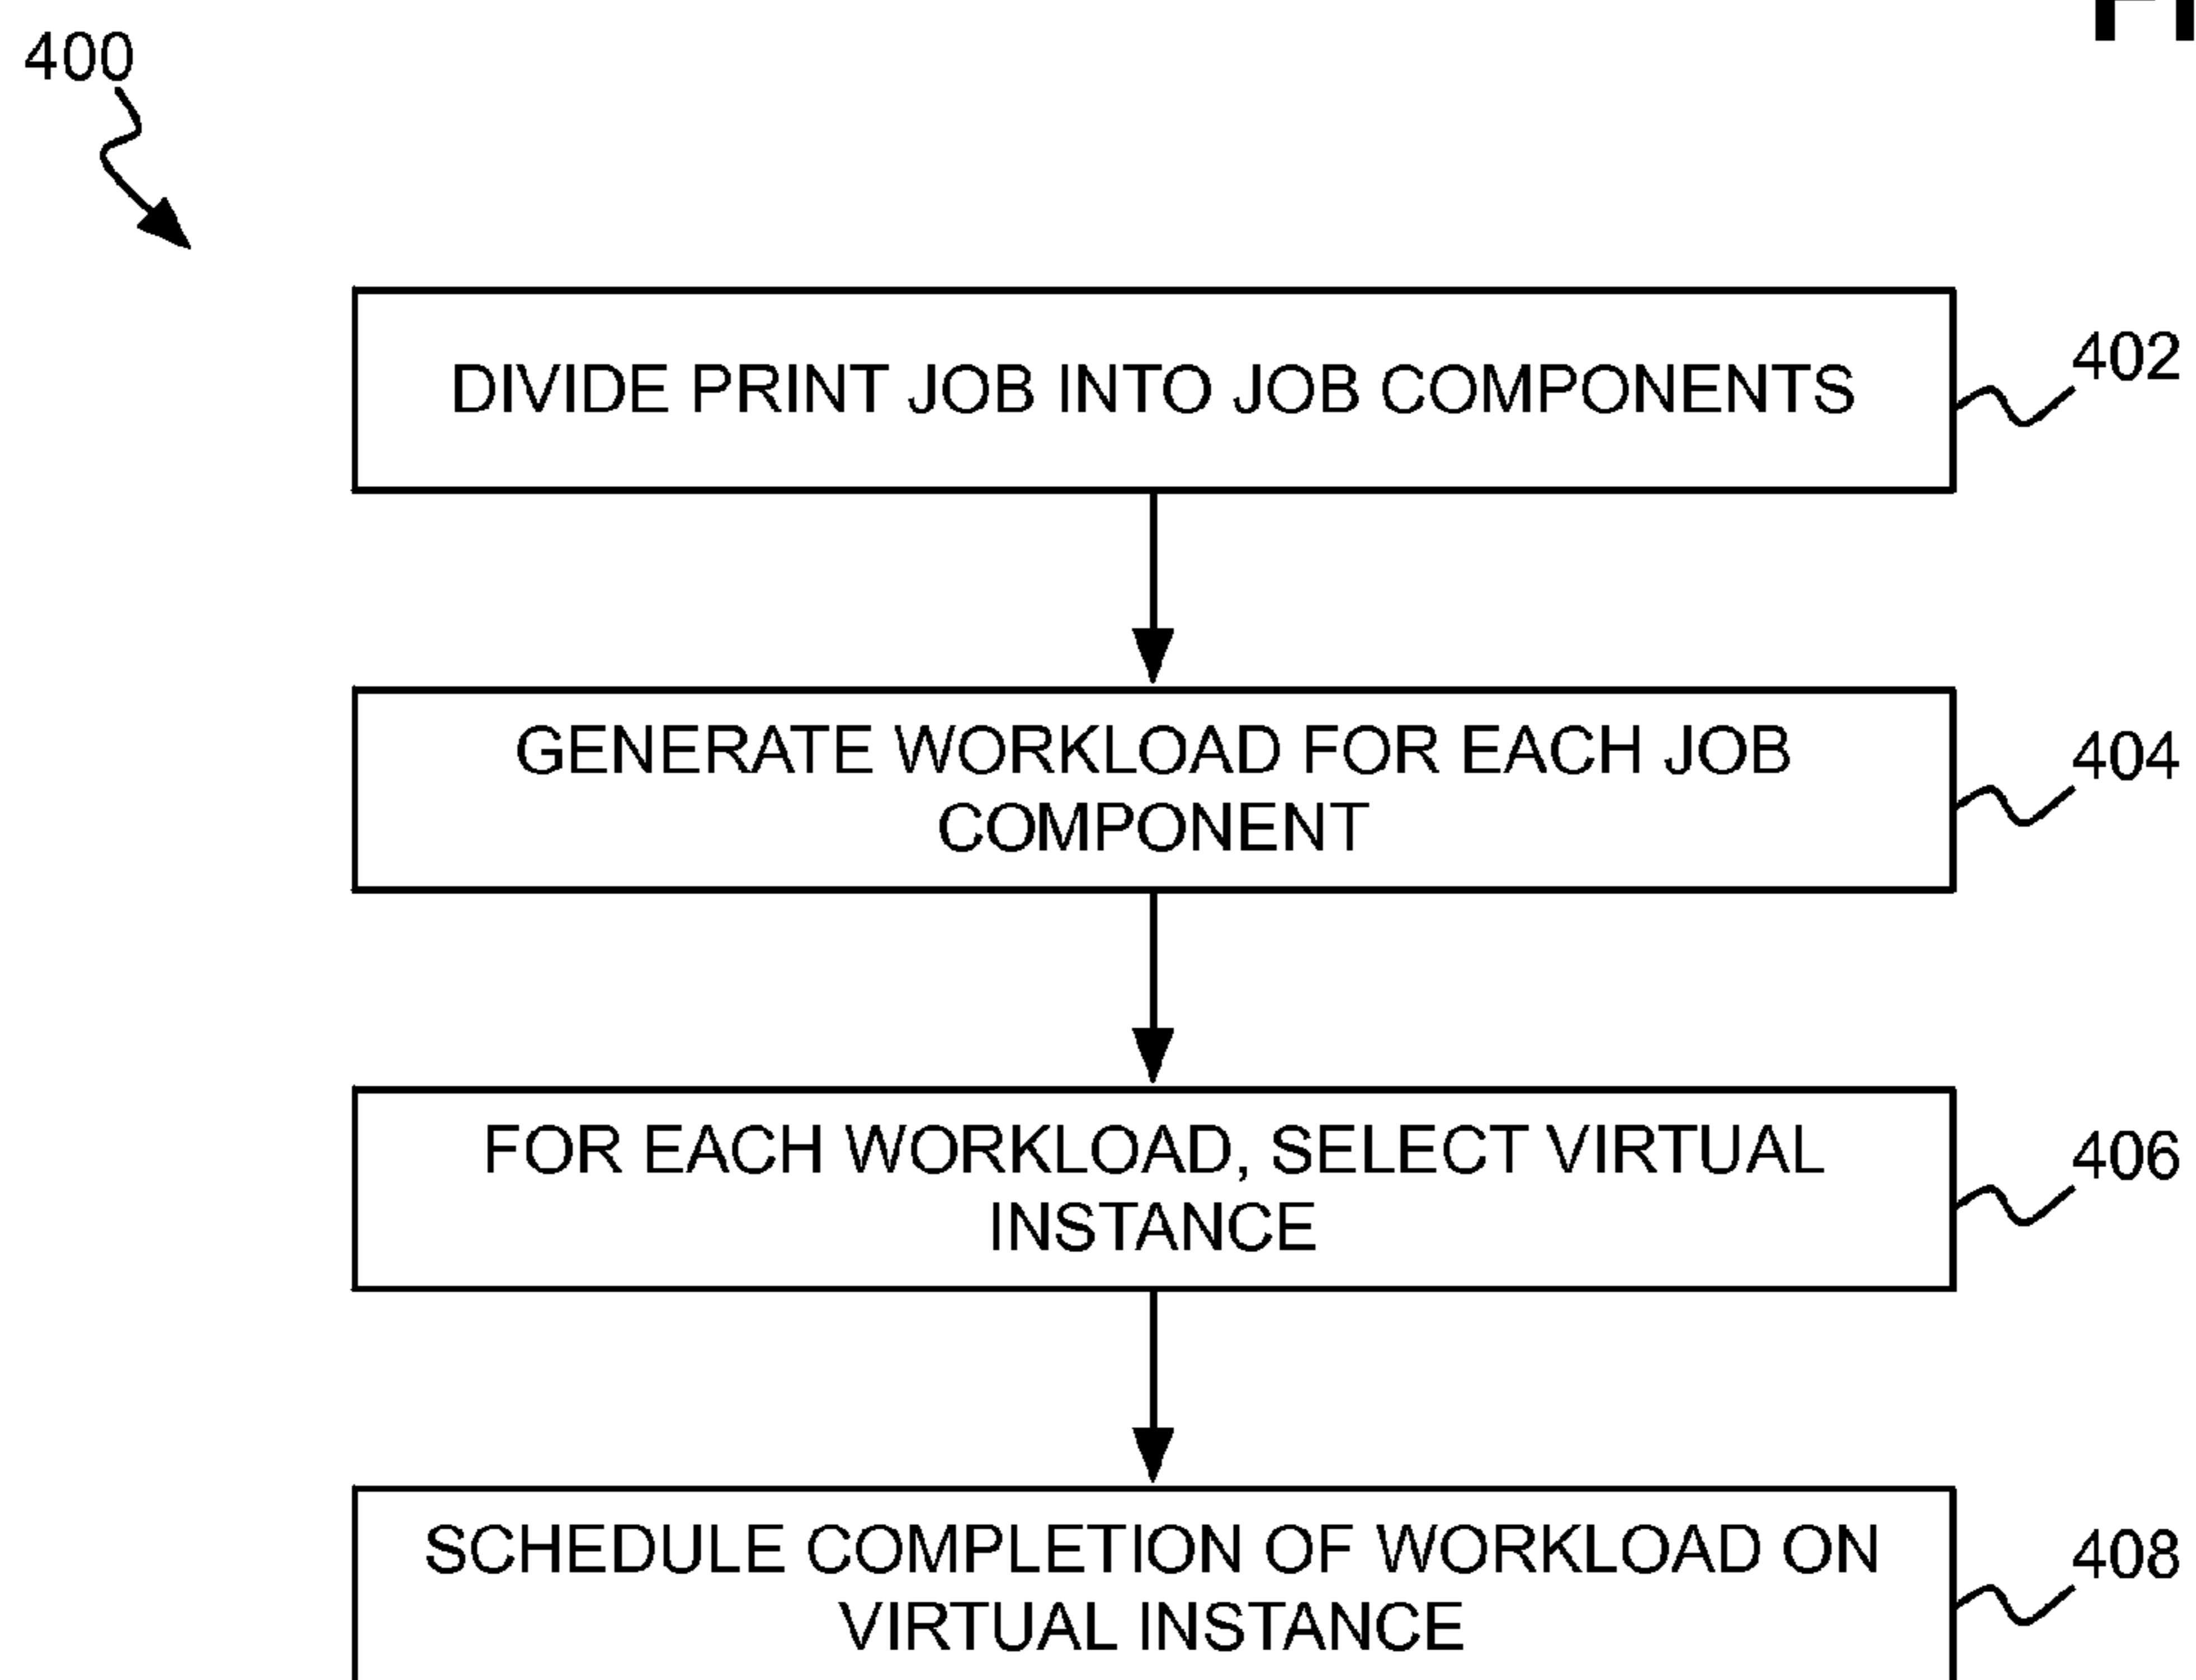 400
DIVIDE PRINT JOB INTO JOB COMPONENTS
402
GENERATE WORKLOAD FOR EACH JOB
COMPONENT
404
FOR EACH WORKLOAD, SELECT VIRTUAL
INSTANCE
406
SCHEDULE COMPLETION OF WORKLOAD ON
VIRTUAL INSTANCE
408